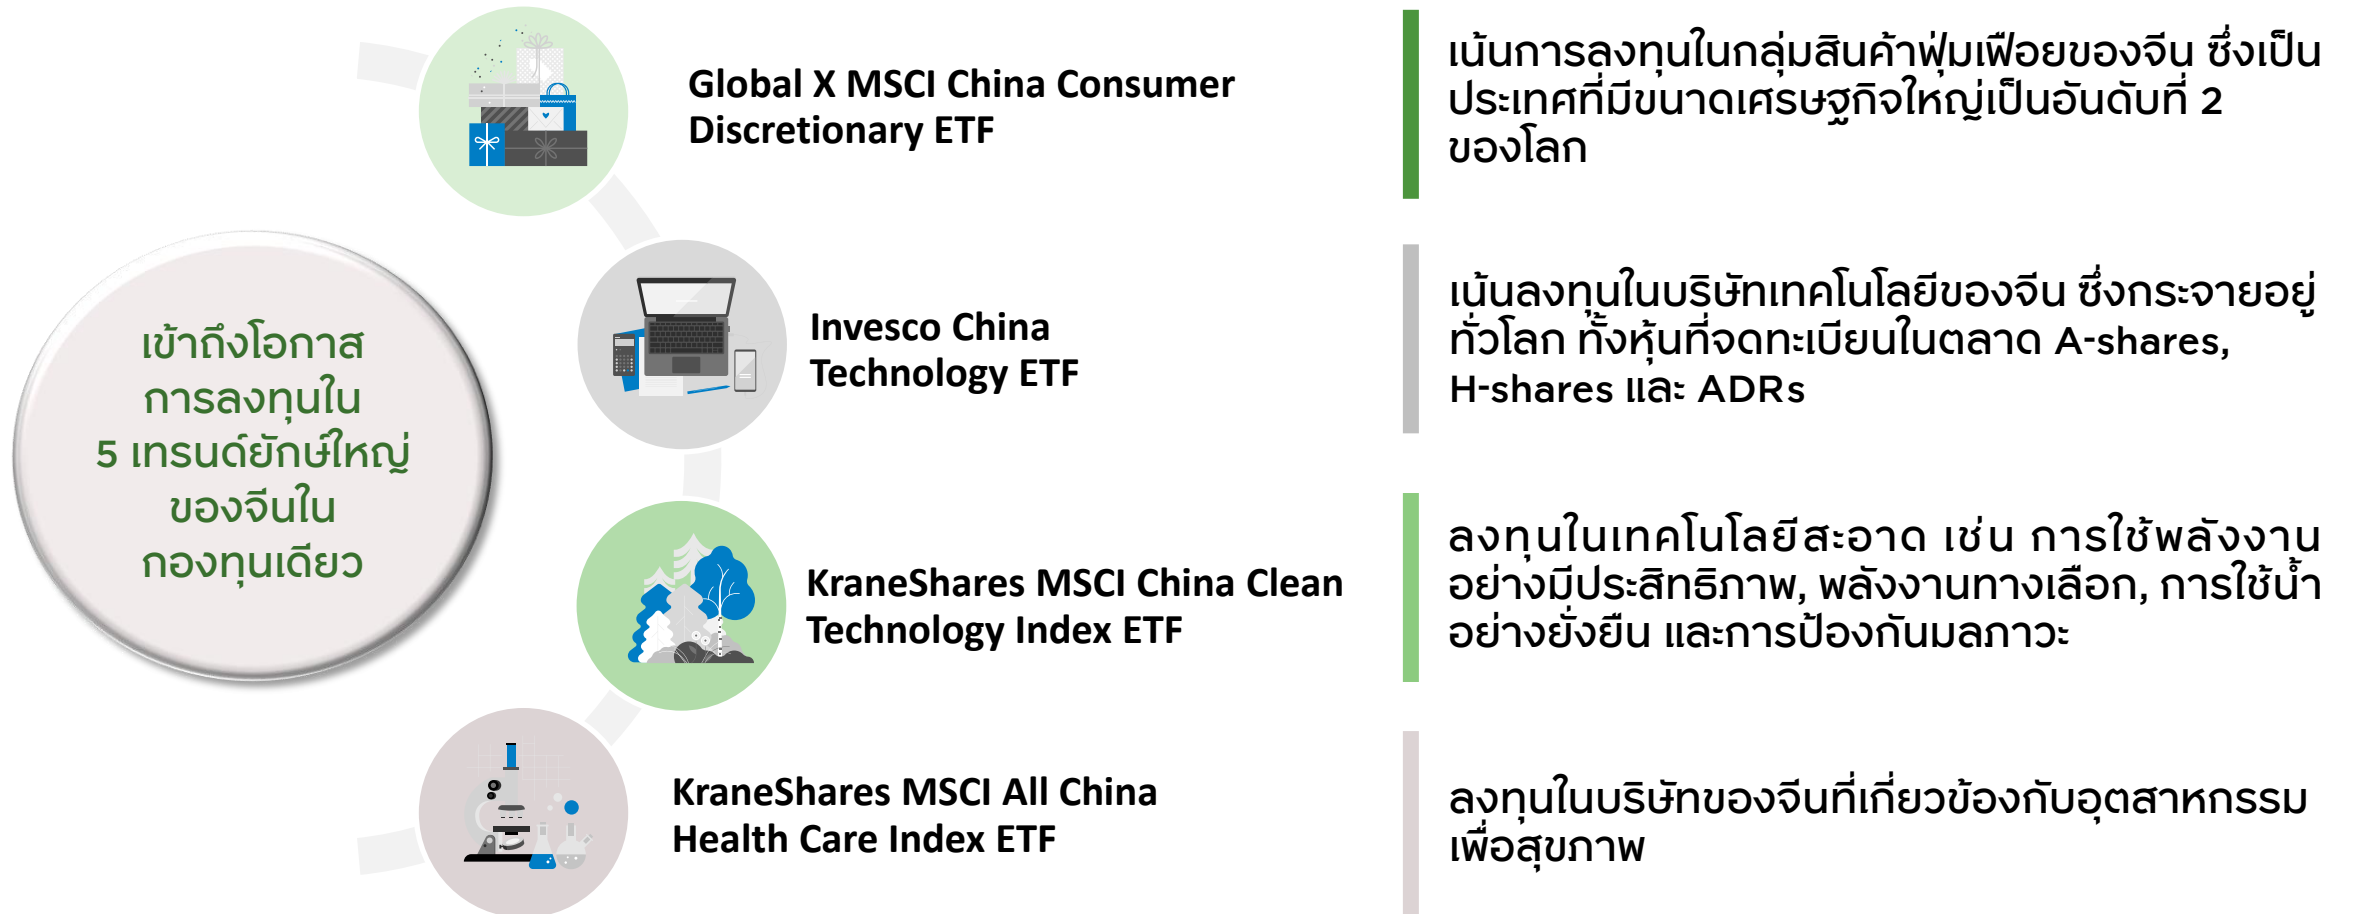 เข้าถึงโอกาส
การลงทุนใน
5 เทรนด์ยักษ์ใหญ่
ของจีนใน
กองทุนเดียว
Global X MSCI China Consumer
Discretionary ETF
เน้นการลงทุนในกลุ่มสินค้าฟุ่มเฟือยของจีน ซึ่งเป็น
ประเทศที่มีขนาดเศรษฐกิจใหญ่เป็นอันดับที่ 2
ของโลก
Invesco China
Technology ETF
เน้นลงทุนในบริษัทเทคโนโลยีของจีน ซึ่งกระจายอยู่
ทั่วโลก ทั้งหุ้นที่จดทะเบียนในตลาด A-shares,
H-shares และ ADRs
KraneShares MSCI China Clean
Technology Index ETF
ลงทุนในเทคโนโลยีสะอาด เช่น การใช้พลังงาน
อย่างมีประสิทธิภาพ, พลังงานทางเลือก, การใช้น้ำ
อย่างยั่งยืน และการป้องกันมลภาวะ
KraneShares MSCI All China
Health Care Index ETF
ลงทุนในบริษัทของจีนที่เกี่ยวข้องกับอุตสาหกรรม
เพื่อสุขภาพ